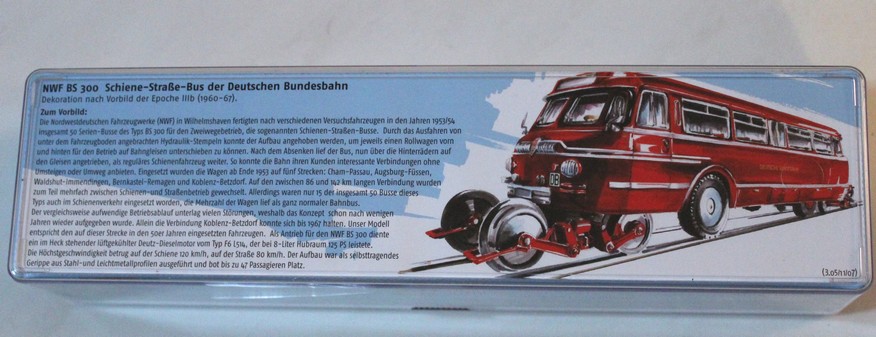 NWF BS 300 Schiene-Straße-Bus der Deutschen Bundesbahn
Dekoration nach Vorbild der Epoche IIIb (1960-67).
Zum Vorbild:
Die Nordwestdeutschen Fahrzeugwerke (NWF) in Wilhelmshaven fertigten nach verschiedenen Versuchsfahrzeugen in den Jahren 1953/54
insgesamt 50 Serien-Busse des Typs BS 300 für den Zweiwegebetrieb, die sogenannten Schienen-Straßen-Busse. Durch das Ausfahren von
unter dem Fahrzeugboden angebrachten Hydaulik-Stempeln konnte der Aufbau angehoben werden, um jeweils einen Rollwagen vorn
und hinten für den Betrieb auf Bahngleisen unterschieben zu können. Nach dem Absenken lief der Bus, nun über die Hinterrädern auf
den Gleisen angetrieben, als reguläres Schienenfahrzeug weiter. So konnte die Bahn ihren Kunden interessante Verbindungen ohne
Umsteigen oder Umweg anbieten. Eingesetzt wurden die Wagen ab Ende 1953 auf fünf Strecken: Cham-Passau, Augsburg-Füssen,
Waldshut-Immendingen, Bernkastel-Remagen und Koblenz-Betzdorf. Auf den zwischen 86 und 142 km langen Verbindung wurden
zum Teil mehrfach zwischen Schienen-und Straßenbetrieb gewechselt. Allerdings waren nur 15 der insgesamt 50 Busse dieses
Typs auch im Schienenverkehr eingesetzt worden, die Mehrzahl der Wagen lief als ganz normaler Bahnbus.
Der vergleichsweise aufwendige Betriebsablauf unterlag vielen Störungen, weshalb das Konzept schon nach wenigen
Jahren wieder aufgegeben wurde. Allein die Verbindung Koblenz-Betzdorf konnte sich bis 1967 halten. Unser Modell
entspricht den auf dieser Strecke in den 50er Jahren eingesetzten Fahrzeugen. Als Antrieb für den NWF BS 300 diente
ein im Heck stehender luftgekühlter Deutz-Dieselmotor vom Typ F6 L514, der bei 8-Liter Hubraum 125 PS leistete.
Die Höchstgeschwindigkeit betrug auf der Schiene 120 km/h, auf der Straße 80 km/h. Der Aufbau war als selbsttragendes
Gerippe aus Stahl-und Leichtmetallprofilen ausgeführt und bot bis zu 47 Passagieren Platz.
DB